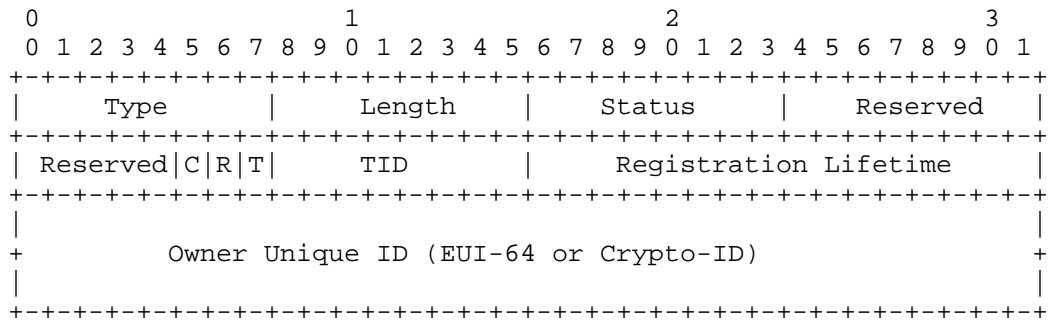 0                   1                   2                   3
 0 1 2 3 4 5 6 7 8 9 0 1 2 3 4 5 6 7 8 9 0 1 2 3 4 5 6 7 8 9 0 1
+-+-+-+-+-+-+-+-+-+-+-+-+-+-+-+-+-+-+-+-+-+-+-+-+-+-+-+-+-+-+-+-+
|     Type      |     Length    |    Status     |    Reserved   |
+-+-+-+-+-+-+-+-+-+-+-+-+-+-+-+-+-+-+-+-+-+-+-+-+-+-+-+-+-+-+-+-+
| Reserved|C|R|T|     TID       |     Registration Lifetime     |
+-+-+-+-+-+-+-+-+-+-+-+-+-+-+-+-+-+-+-+-+-+-+-+-+-+-+-+-+-+-+-+-+
|                                                               |
+         Owner Unique ID (EUI-64 or Crypto-ID)                 +
|                                                               |
+-+-+-+-+-+-+-+-+-+-+-+-+-+-+-+-+-+-+-+-+-+-+-+-+-+-+-+-+-+-+-+-+